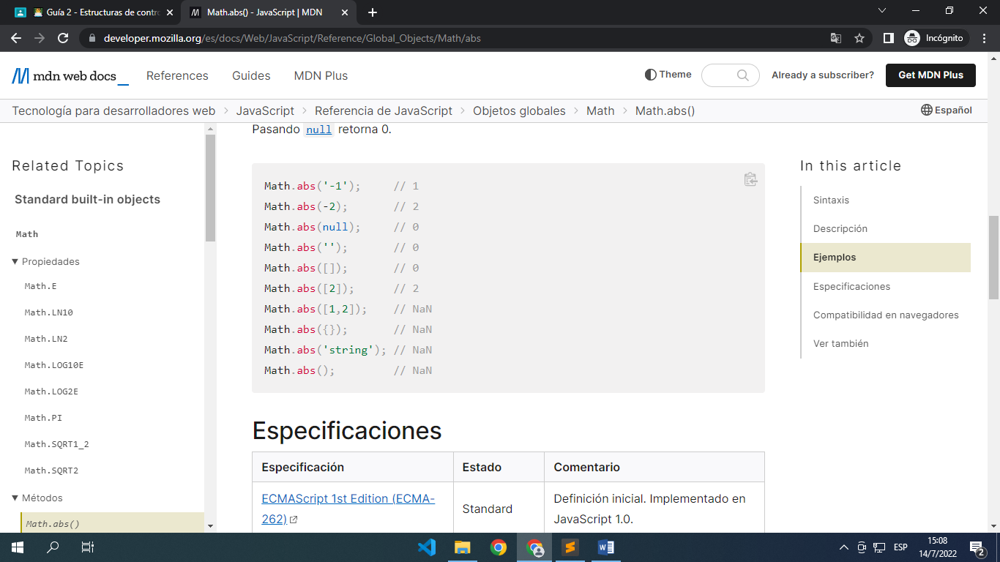 Guía 2 - Estructuras de contro
Math.abs() - JavaScript | MDN
developer.mozilla.org/es/docs/Web/JavaScript/Reference/Global_Objects/Math/abs
Incógnito
mdn web docs_
References
Guides
MDN Plus
Theme
Already a subscriber?
Get MDN Plus
Tecnología para desarrolladores web > JavaScript > Referencia de JavaScript > Objetos globales > Math > Math.abs()
Español
Related Topics
Standard built-in objects
Math
▼ Propiedades
Math.E
Math.LN10
Math.LN2
Math.LOG10E
Math.LOG2E
Math.PI
Math.SQRT1_2
Math.SQRT2
▼ Métodos
Math.abs()
Pasando null retorna 0.
Math.abs('-1');     // 1
Math.abs(-2);       // 2
Math.abs(null);     // 0
Math.abs('');       // 0
Math.abs([]);       // 0
Math.abs([2]);      // 2
Math.abs([1,2]);    // NaN
Math.abs({});       // NaN
Math.abs('string'); // NaN
Math.abs();         // NaN
Especificaciones
Especificación
Estado
Comentario
ECMAScript 1st Edition (ECMA-
262)
Standard
Definición inicial. Implementado en
JavaScript 1.0.
In this article
Sintaxis
Descripción
Ejemplos
Especificaciones
Compatibilidad en navegadores
Ver también
ESP
15:08
14/7/2022
2